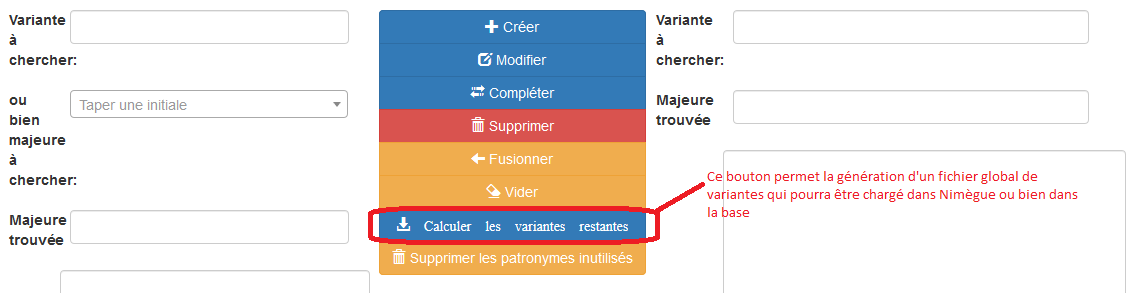 Variante
à
chercher:
ou
bien
majeure
à
chercher:
Taper une initiale
Majeure
trouvée
Créer
Modifier
Compléter
Supprimer
Fusionner
Vider
Calculer les variantes restantes
Supprimer les patronymes inutilisés
Variante
à
chercher:
Majeure
trouvée
Ce bouton permet la génération d'un fichier global de
variantes qui pourra être chargé dans Nimègue ou bien dans
la base